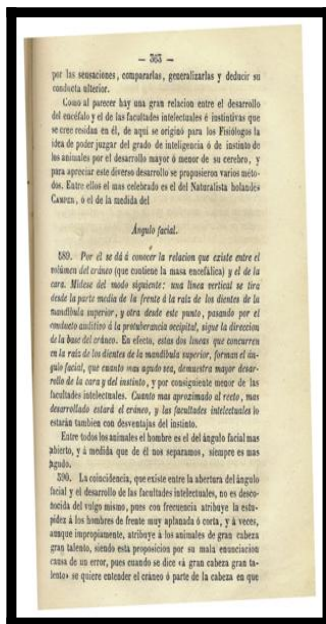 — 363 —
por las sensaciones, compararlas, generalizarlas y deducir su
conducta ulterior.
Como al parecer hay una gran relacion entre el desarrollo
del encéfalo y el de las facultades intelectuales é instintivas que
se cree residan en él, de aqui se originó para los Fisiólogos la
idea de poder juzgar del grado de inteligencia ó de instinto de
los animales por el desarrollo mayor ó menor de su cerebro, y
para apreciar este diverso desarrollo se propusieron varios méto-
dos. Entre ellos el mas celebrado es el del Naturalista holandés
CAMPER, ó el de la medida del
Ángulo facial.
589. Por él se dá á conocer la relacion que existe entre el
volúmen del cráneo (que contiene la masa encefálica) y el de la
cara. Mídese del modo siguiente: una linea vertical se tira
desde la parte media de la frente á la raiz de los dientes de la
mandíbula superior, y otra desde este punto, pasando por el
conducto auditivo á la protuberancia occipital, sigue la direccion
de la base del cráneo. En efecto, estas dos lineas que concurren
en la raiz de los dientes de la mandíbula superior, forman el án-
gulo facial, que cuanto mas agudo sea, demuestra mayor desar-
rollo de la cara y del instinto, y por consiguiente menor de las
facultades intelectuales. Cuanto mas aproximado al recto, mas
desarrollado estará el cráneo, y las facultades intelectuales lo
estarán tambien con desventajas del instinto.
Entre todos los animales el hombre es el del ángulo facial mas
abierto, y á medida que de él nos separamos, siempre es mas
agudo.
590. La coincidencia, que existe entre la abertura del ángulo
facial y el desarrollo de las facultades intelectuales, no es desco-
nocida del vulgo mismo, pues con frecuencia atribuye la estu-
pidez á los hombres de frente muy aplanada ó corta, y á veces,
aunque impropiamente, atribuye á los animales de gran cabeza
gran talento, siendo esta proposicion por su mala enunciacion
causa de un error, pues cuando se dice «á gran cabeza gran ta-
lento» se quiere entender el cráneo ó parte de la cabeza en que